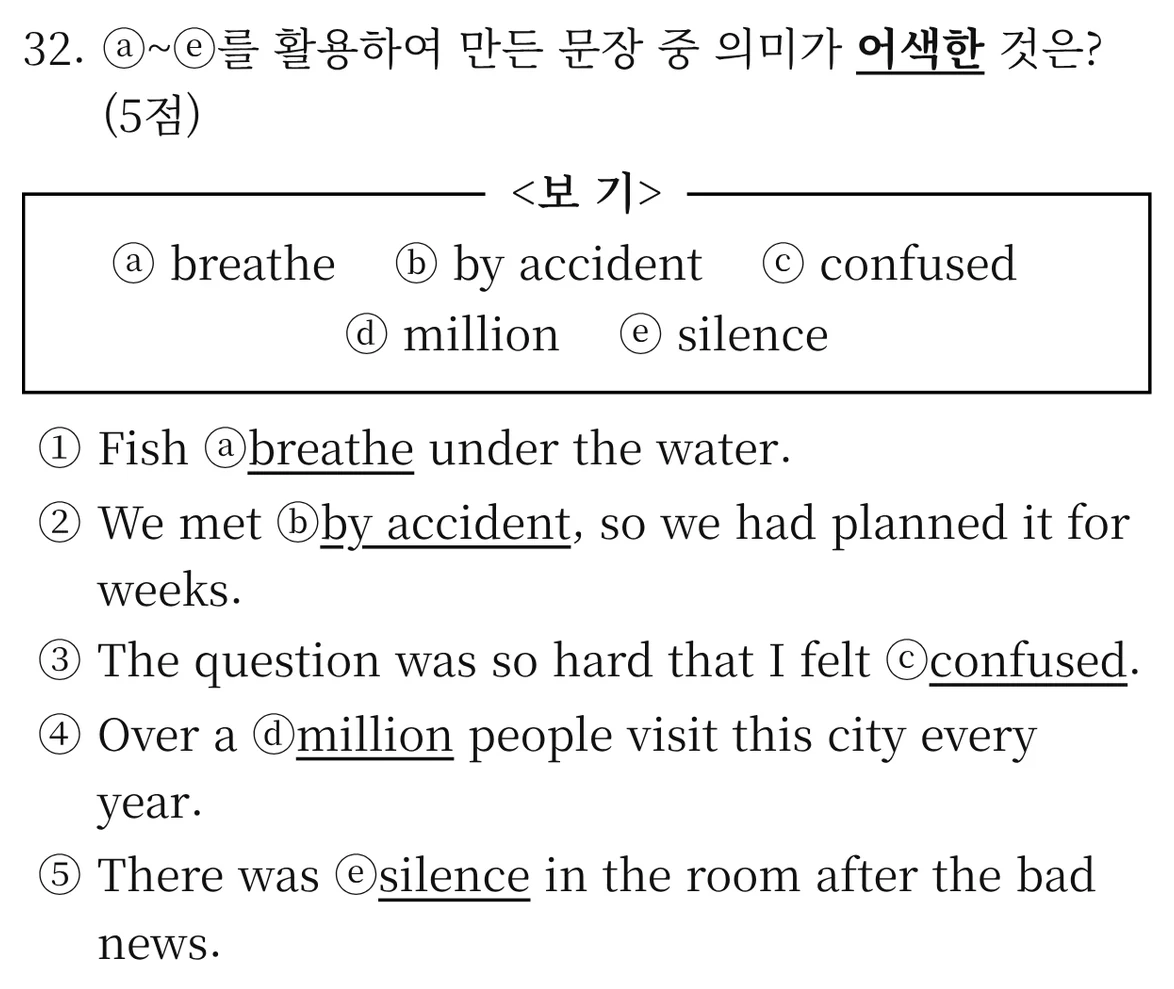 32. ⓐ~ⓔ를 활용하여 만든 문장 중 의미가 어색한 것은?
(5점)
<보 기>
ⓐ breathe ⓑ by accident ⓒ confused
ⓓ million ⓔ silence
① Fish ⓐbreathe under the water.
② We met ⓑby accident, so we had planned it for
weeks.
③ The question was so hard that I felt ⓒconfused.
④ Over a ⓓmillion people visit this city every
year.
⑤ There was ⓔsilence in the room after the bad
news.